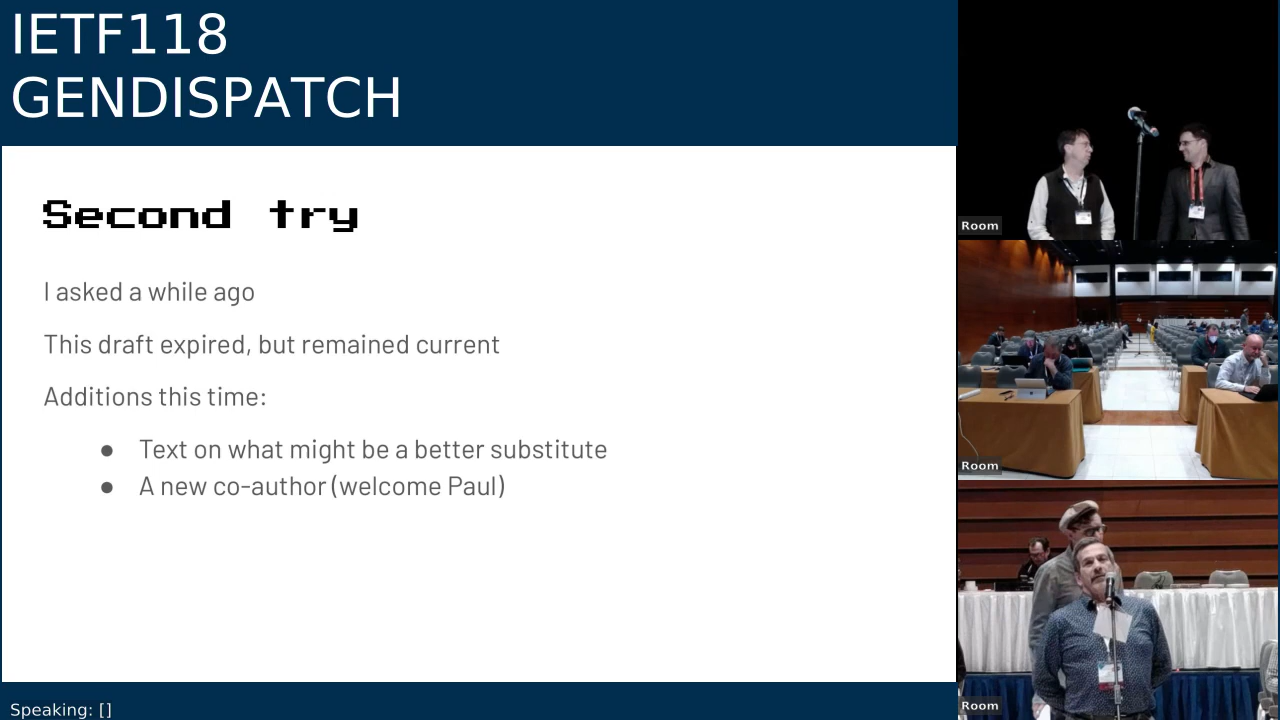 IETF118
GENDISPATCH
Second try
I asked a while ago
This draft expired, but remained current
Additions this time:
● Text on what might be a better substitute
● A new co-author (welcome Paul)
Speaking: []
Room
Room
Room